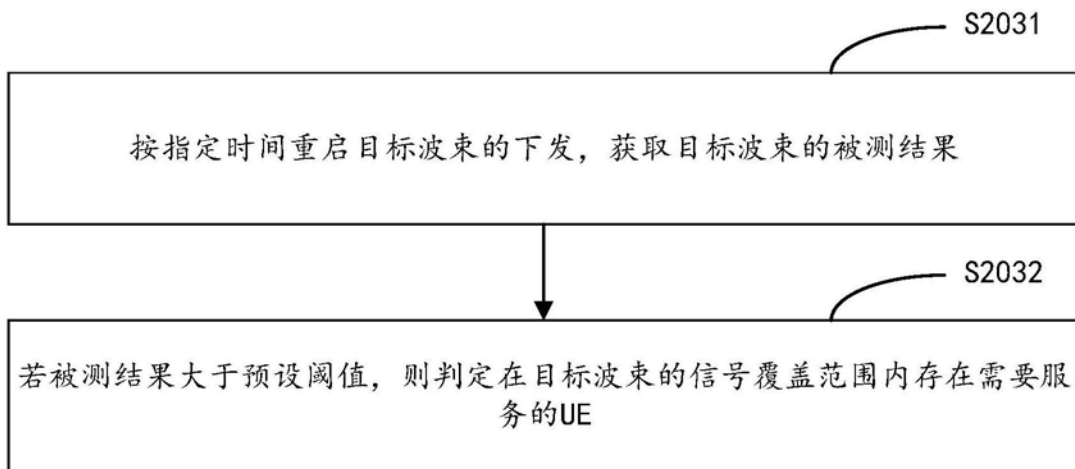 S2031
按指定时间重启目标波束的下发，获取目标波束的被测结果
S2032
若被测结果大于预设阈值，则判定在目标波束的信号覆盖范围内存在需要服
务的UE